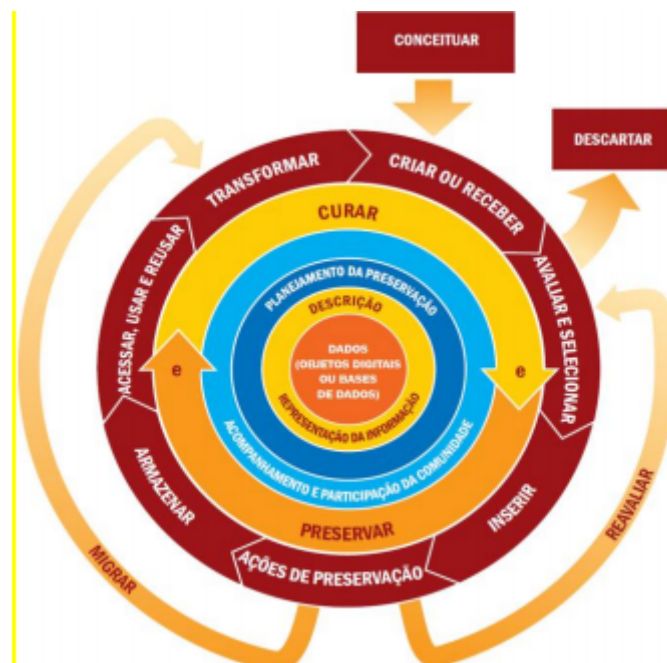 CONCEITUAR
DESCARTAR
TRANSFORMAR
CRIAR OU RECEBER
AVALIAR E SELECIONAR
INSERIR
AÇÕES DE PRESERVAÇÃO
ARMAZENAR
ACESSAR, USAR E REUSAR
CURAR
e
PRESERVAR
e
ACOMPANHAMENTO E PARTICIPAÇÃO DA COMUNIDADE
PLANEJAMENTO DA PRESERVAÇÃO
DESCRIÇÃO
REPRESENTAÇÃO DA INFORMAÇÃO
DADOS
(OBJETOS DIGITAIS
OU BASES
DE DADOS)
MIGRAR
REAVALIAR